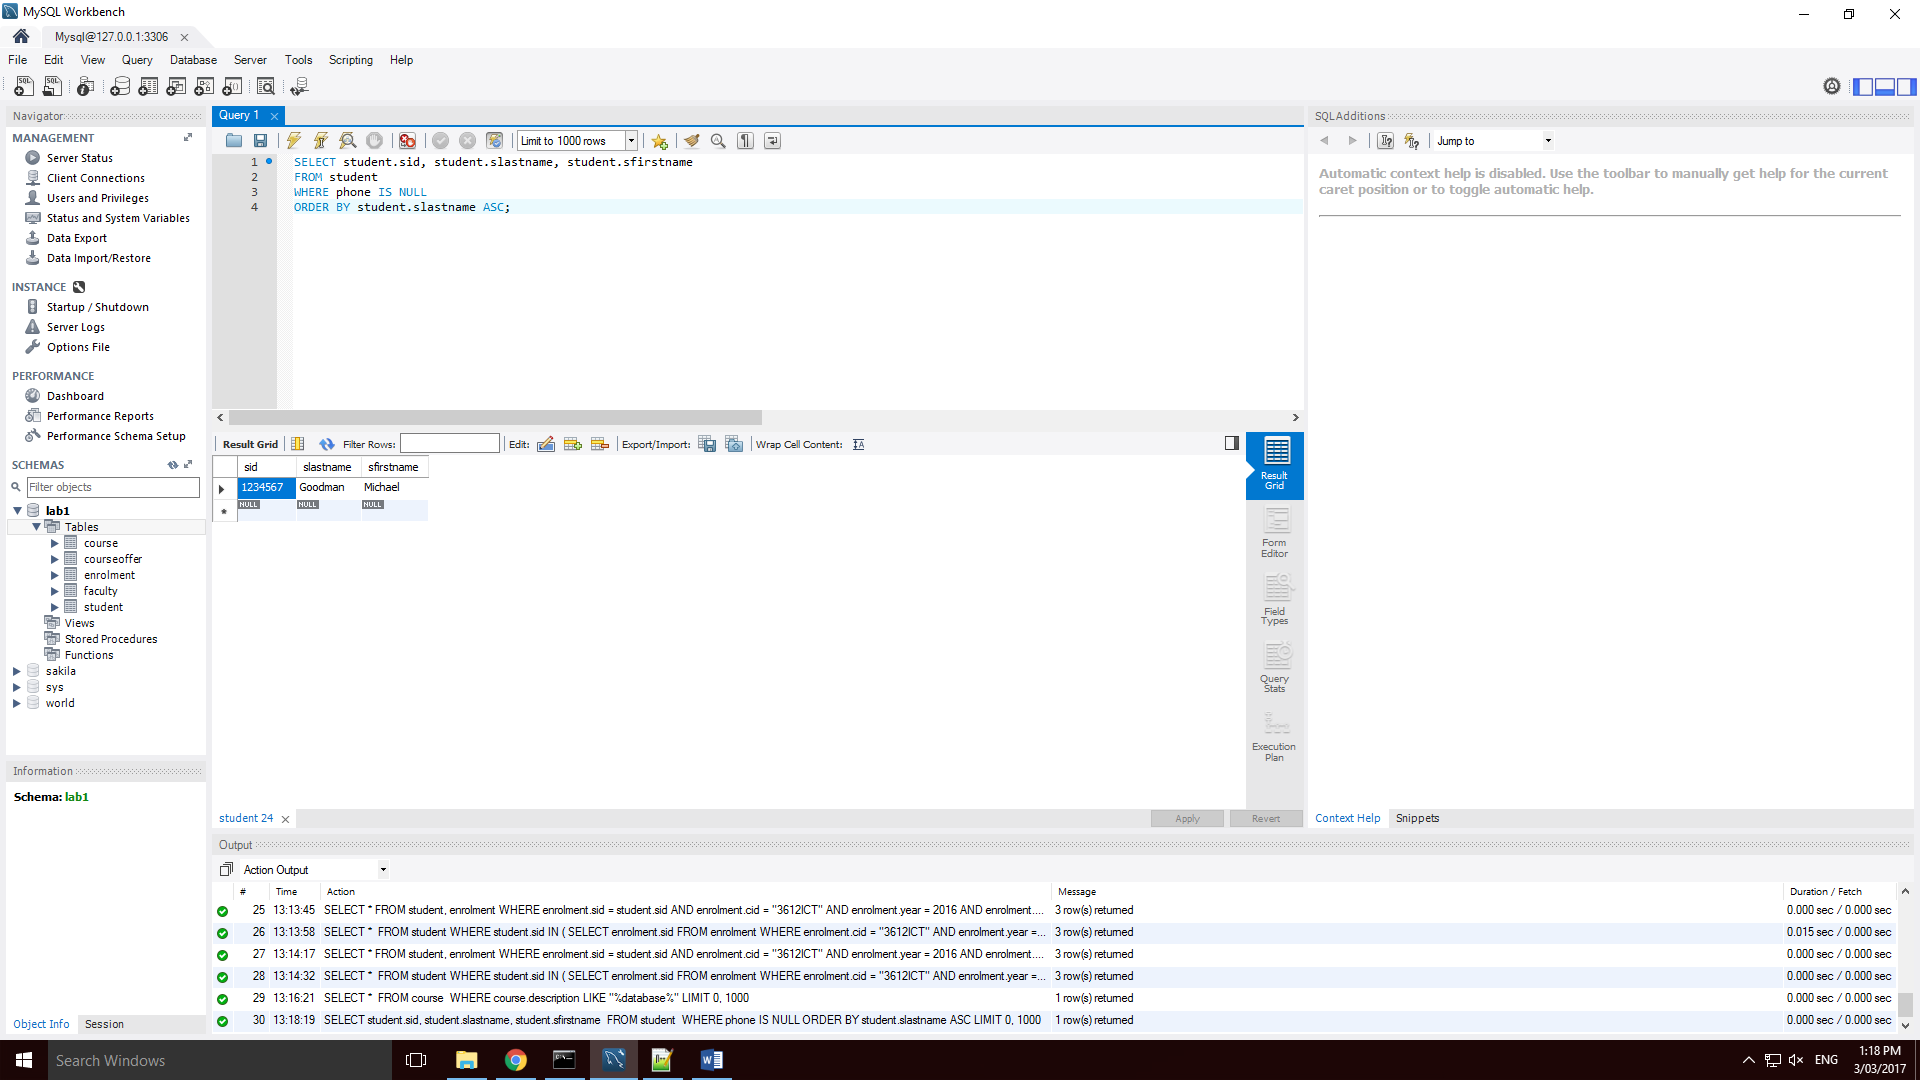 MySQL Workbench
Mysql@127.0.0.1:3306
File Edit View Query Database Server Tools Scripting Help
Navigator
MANAGEMENT
Server Status
Client Connections
Users and Privileges
Status and System Variables
Data Export
Data Import/Restore
INSTANCE
Startup / Shutdown
Server Logs
Options File
PERFORMANCE
Dashboard
Performance Reports
Performance Schema Setup
SCHEMAS
Filter objects
lab1
Tables
course
courseoffer
enrolment
faculty
student
Views
Stored Procedures
Functions
sakila
sys
world
Information
Schema: lab1
Object Info Session
Query 1
Limit to 1000 rows
1 SELECT student.sid, student.slastname, student.sfirstname
2 FROM student
3 WHERE phone IS NULL
4 ORDER BY student.slastname ASC;
Result Grid Filter Rows: Edit: Export/Import: Wrap Cell Content:
sid slastname sfirstname
1234567 Goodman Michael
NULL NULL NULL
Result Grid
Form Editor
Field Types
Query Stats
Execution Plan
student 24 Apply Revert
SQLAdditions
Jump to
Automatic context help is disabled. Use the toolbar to manually get help for the current
caret position or to toggle automatic help.
Context Help Snippets
Output
Action Output
# Time Action Message Duration / Fetch
25 13:13:45 SELECT * FROM student, enrolment WHERE enrolment.sid = student.sid AND enrolment.cid = "3612ICT" AND enrolment.year = 2016 AND enrolment.... 3 row(s) returned 0.000 sec / 0.000 sec
26 13:13:58 SELECT * FROM student WHERE student.sid IN ( SELECT enrolment.sid FROM enrolment WHERE enrolment.cid = "3612ICT" AND enrolment.year =... 3 row(s) returned 0.015 sec / 0.000 sec
27 13:14:17 SELECT * FROM student, enrolment WHERE enrolment.sid = student.sid AND enrolment.cid = "3612ICT" AND enrolment.year = 2016 AND enrolment.... 3 row(s) returned 0.000 sec / 0.000 sec
28 13:14:32 SELECT * FROM student WHERE student.sid IN ( SELECT enrolment.sid FROM enrolment WHERE enrolment.cid = "3612ICT" AND enrolment.year =... 3 row(s) returned 0.000 sec / 0.000 sec
29 13:16:21 SELECT * FROM course WHERE course.description LIKE "%database%" LIMIT 0, 1000 1 row(s) returned 0.000 sec / 0.000 sec
30 13:18:19 SELECT student.sid, student.slastname, student.sfirstname FROM student WHERE phone IS NULL ORDER BY student.slastname ASC LIMIT 0, 1000 1 row(s) returned 0.000 sec / 0.000 sec
Search Windows
ENG
1:18 PM
3/03/2017